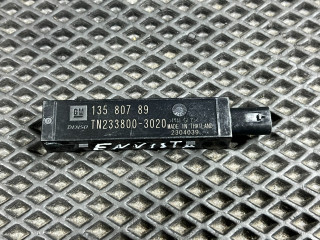 GM 135 807 89
DENSO TN233800-3020
MADE IN THAILAND
2304039
ENVISTA